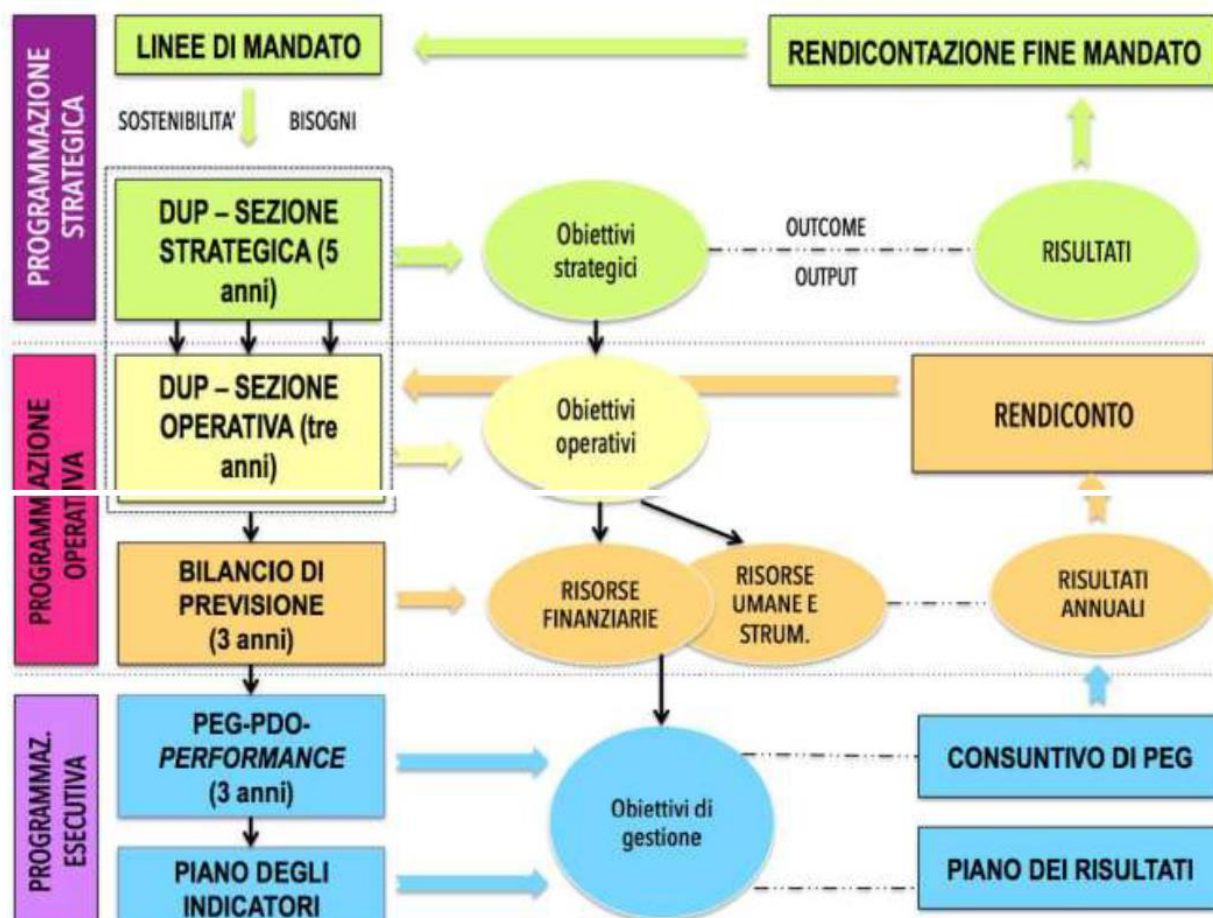 PROGRAMMAZIONE
STRATEGICA
LINEE DI MANDATO
RENDICONTAZIONE FINE MANDATO
SOSTENIBILITA’
BISOGNI
DUP – SEZIONE
STRATEGICA (5
anni)
Obiettivi
strategici
OUTCOME
OUTPUT
RISULTATI
PROGRAMMAZIONE
OPERATIVA
DUP – SEZIONE
OPERATIVA (tre
anni)
Obiettivi
operativi
RENDICONTO
BILANCIO DI
PREVISIONE
(3 anni)
RISORSE
FINANZIARIE
RISORSE
UMANE E
STRUM.
RISULTATI
ANNUALI
PROGRAMMAZ.
ESECUTIVA
PEG-PDO-
PERFORMANCE
(3 anni)
Obiettivi di
gestione
CONSUNTIVO DI PEG
PIANO DEGLI
INDICATORI
PIANO DEI RISULTATI